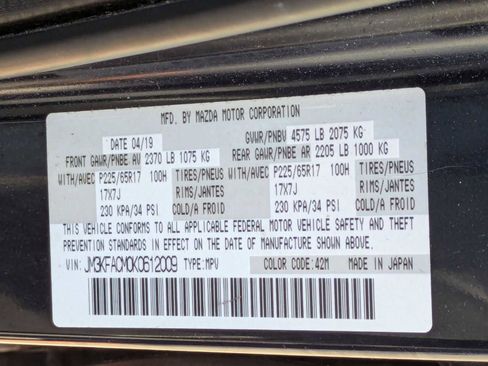 MFD. BY MAZDA MOTOR CORPORATION
DATE 04/19 GVWR/PNBV 4575 LB 2075 KG
FRONT GAWR/PNBE AV 2370 LB 1075 KG REAR GAWR/PNBE AR 2205 LB 1000 KG
WITH/AVEC P225/65R17 100H TIRES/PNEUS WITH/AVEC P225/65R17 100H TIRES/PNEUS
17X7J RIMS/JANTES 17X7J RIMS/JANTES
230 KPA/34 PSI COLD/A FROID 230 KPA/34 PSI COLD/A FROID
THIS VEHICLE CONFORMS TO ALL APPLICABLE FEDERAL MOTOR VEHICLE SAFETY AND THEFT
PREVENTION STANDARDS IN EFFECT ON THE DATE OF MANUFACTURE SHOWN ABOVE.
VIN: JM3KFACM0K0612009 TYPE:MPV COLOR CODE:42M MADE IN JAPAN